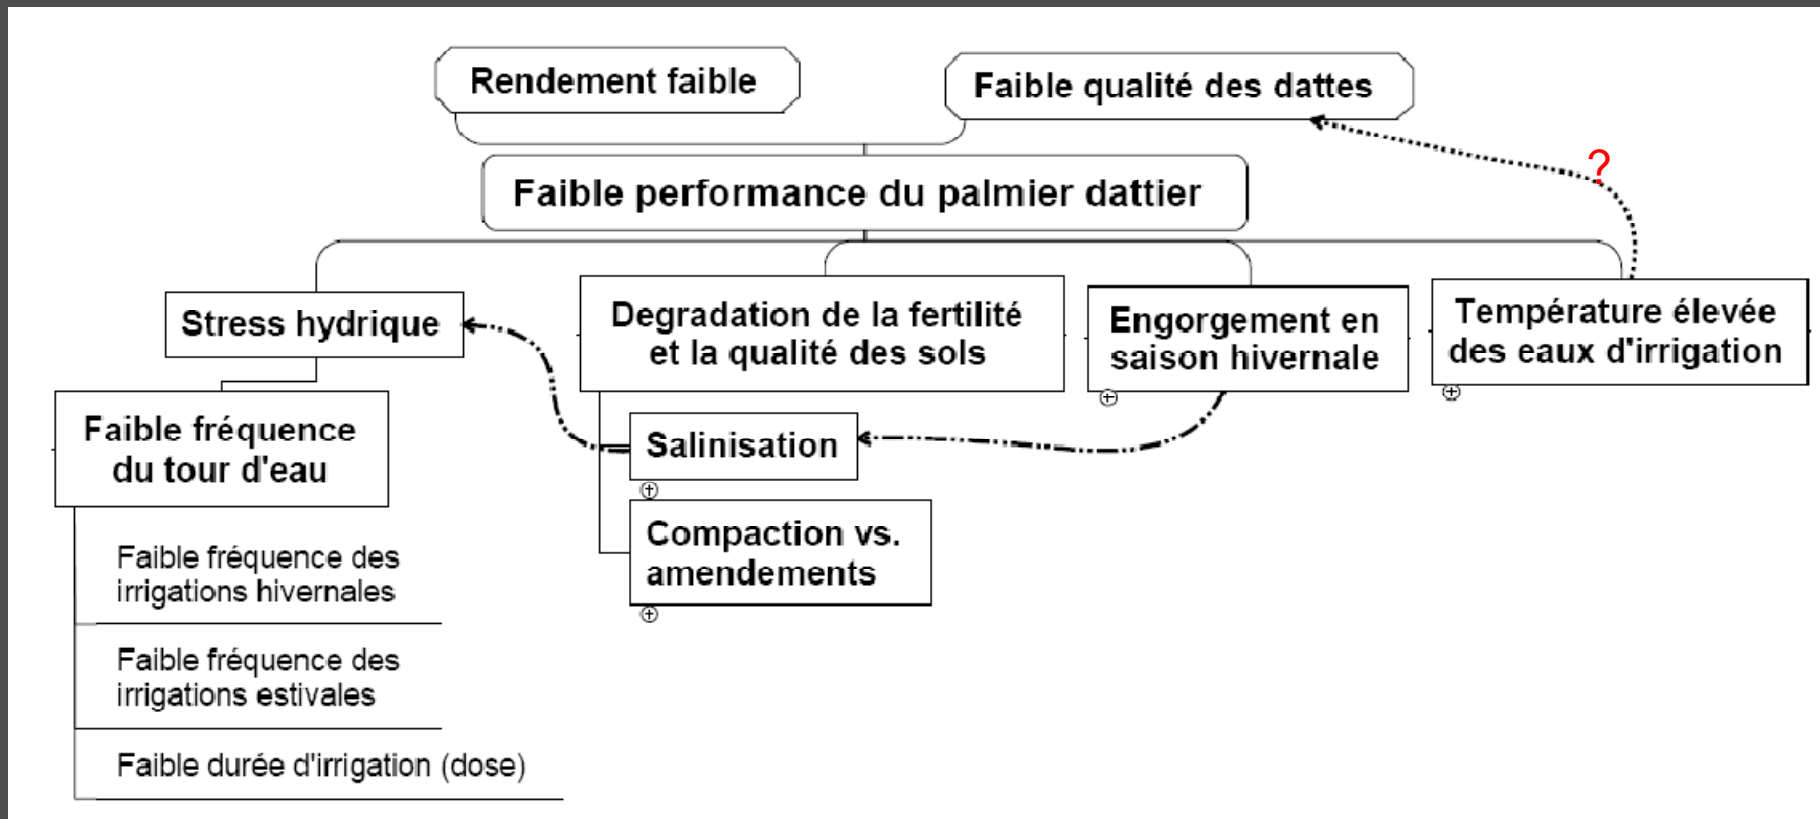 Rendement faible
Faible qualité des dattes
?
Faible performance du palmier dattier
Stress hydrique
Degradation de la fertilité
et la qualité des sols
Engorgement en
saison hivernale
Température élevée
des eaux d'irrigation
Faible fréquence
du tour d'eau
Salinisation
Compaction vs.
amendements
Faible fréquence des
irrigations hivernales
Faible fréquence des
irrigations estivales
Faible durée d'irrigation (dose)